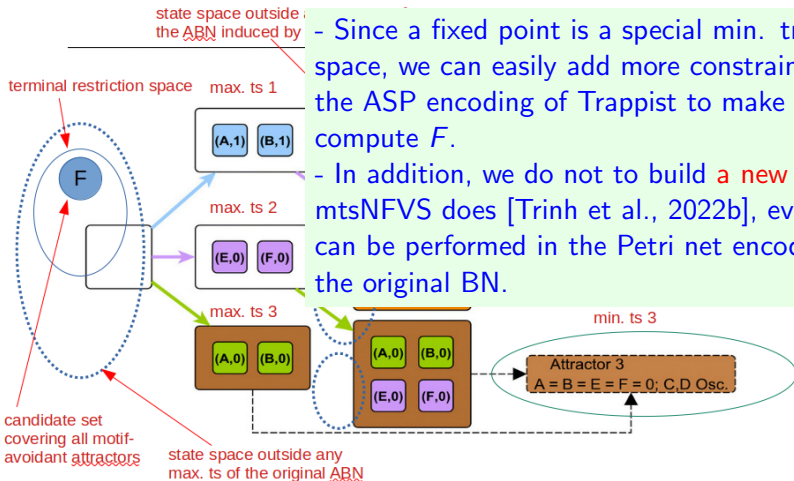 state space outside
the ABN induced by
- Since a fixed point is a special min.
space, we can easily add more
the ASP encoding of Trappist to make
compute F.
- In addition, we do not to build a new
mtsNFVS does [Trinh et al., 2022b],
can be performed in the Petri net
the original BN.
terminal restriction space
max. ts 1
F
(A,1) (B,1)
max. ts 2
(E,0) (F,0)
max. ts 3
(A,0) (B,0)
(A,0) (B,0)
(E,0) (F,0)
min. ts 3
Attractor 3
A = B = E = F = 0; C,D Osc.
candidate set
covering all motif-
avoidant attractors
state space outside any
max. ts of the original ABN